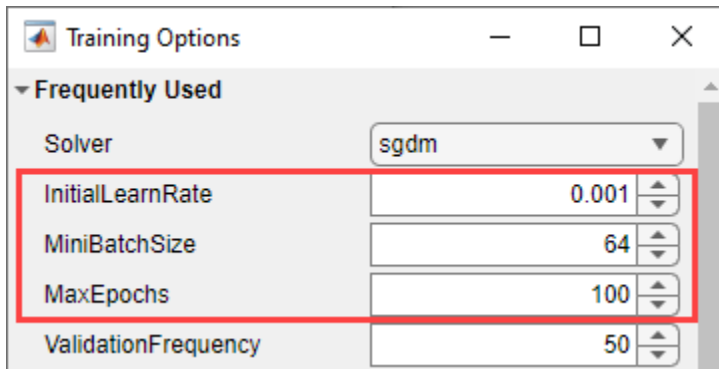 Training Options
Frequently Used
Solver sgdm
InitialLearnRate 0.001
MiniBatchSize 64
MaxEpochs 100
ValidationFrequency 50